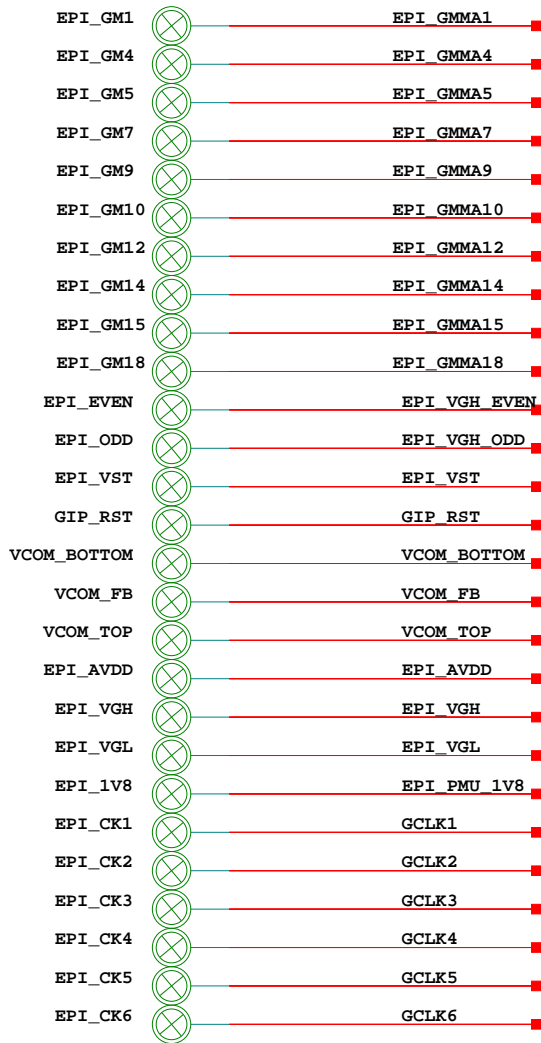 EPI_GM1 EPI_GMMA1
EPI_GM4 EPI_GMMA4
EPI_GM5 EPI_GMMA5
EPI_GM7 EPI_GMMA7
EPI_GM9 EPI_GMMA9
EPI_GM10 EPI_GMMA10
EPI_GM12 EPI_GMMA12
EPI_GM14 EPI_GMMA14
EPI_GM15 EPI_GMMA15
EPI_GM18 EPI_GMMA18
EPI_EVEN EPI_VGH_EVEN
EPI_ODD EPI_VGH_ODD
EPI_VST EPI_VST
GIP_RST GIP_RST
VCOM_BOTTOM VCOM_BOTTOM
VCOM_FB VCOM_FB
VCOM_TOP VCOM_TOP
EPI_AVDD EPI_AVDD
EPI_VGH EPI_VGH
EPI_VGL EPI_VGL
EPI_1V8 EPI_PMU_1V8
EPI_CK1 GCLK1
EPI_CK2 GCLK2
EPI_CK3 GCLK3
EPI_CK4 GCLK4
EPI_CK5 GCLK5
EPI_CK6 GCLK6